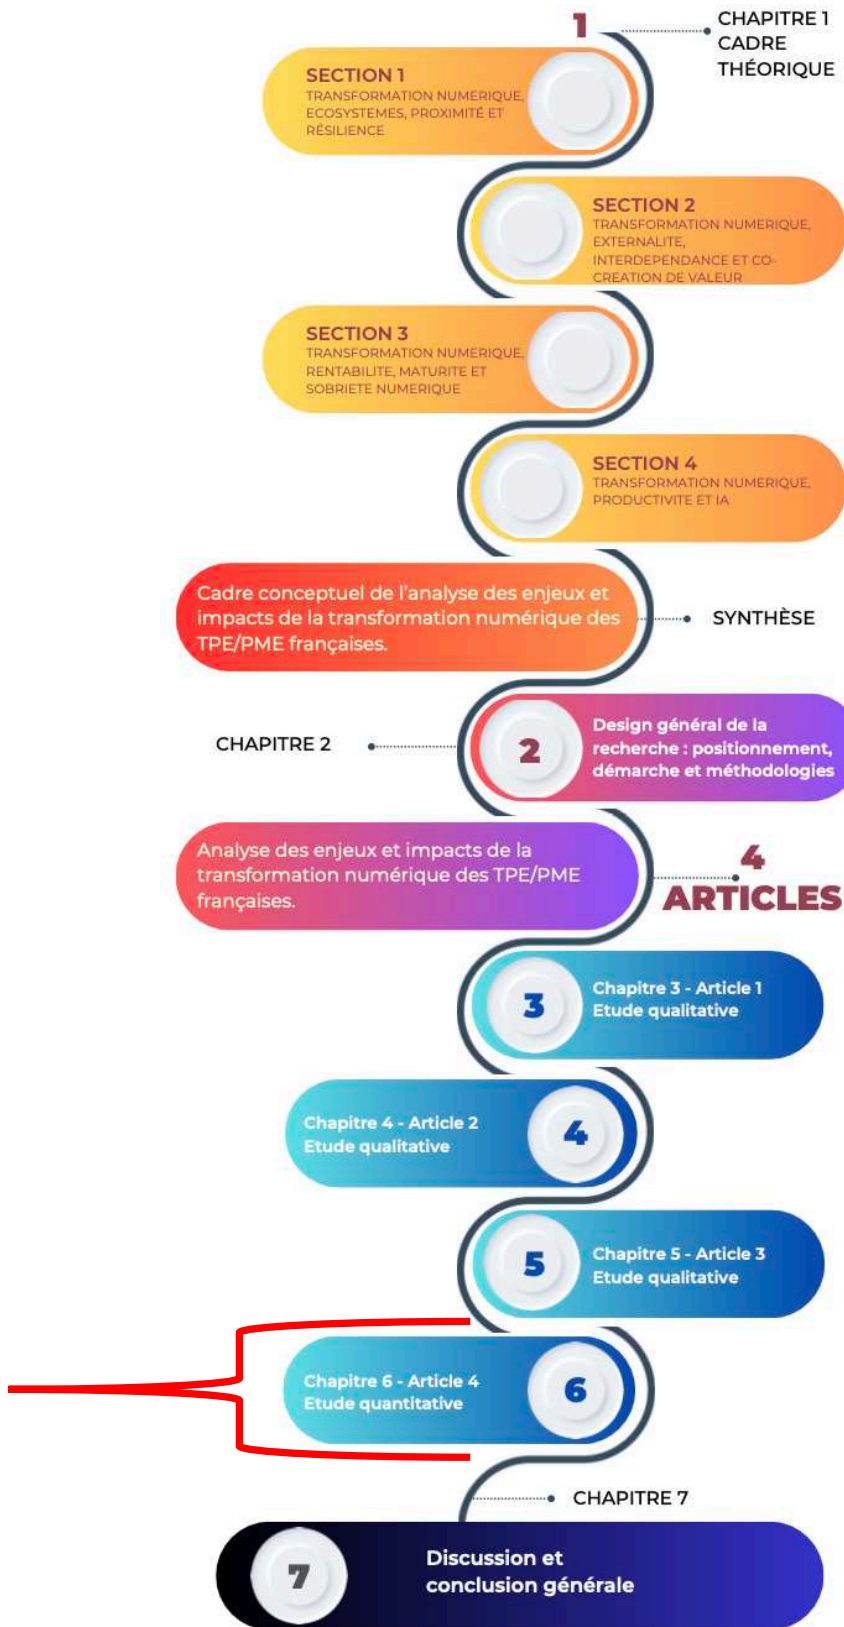 1
CHAPITRE 1
CADRE
THÉORIQUE
SECTION 1
TRANSFORMATION NUMERIQUE,
ECOSYSTEMES, PROXIMITÉ ET
RÉSILIENCE
SECTION 2
TRANSFORMATION NUMERIQUE,
EXTERNALITE,
INTERDEPENDANCE ET CO-
CREATION DE VALEUR
SECTION 3
TRANSFORMATION NUMERIQUE,
RENTABILITE, MATURITE ET
SOBRIETE NUMERIQUE
SECTION 4
TRANSFORMATION NUMERIQUE,
PRODUCTIVITE ET IA
Cadre conceptuel de l'analyse des enjeux et
impacts de la transformation numérique des
TPE/PME françaises.
SYNTHÈSE
CHAPITRE 2
2
Design général de la
recherche : positionnement,
démarche et méthodologies
Analyse des enjeux et impacts de la
transformation numérique des TPE/PME
françaises.
4
ARTICLES
3
Chapitre 3 - Article 1
Etude qualitative
Chapitre 4 - Article 2
Etude qualitative
4
5
Chapitre 5 - Article 3
Etude qualitative
Chapitre 6 - Article 4
Etude quantitative
6
CHAPITRE 7
7
Discussion et
conclusion générale